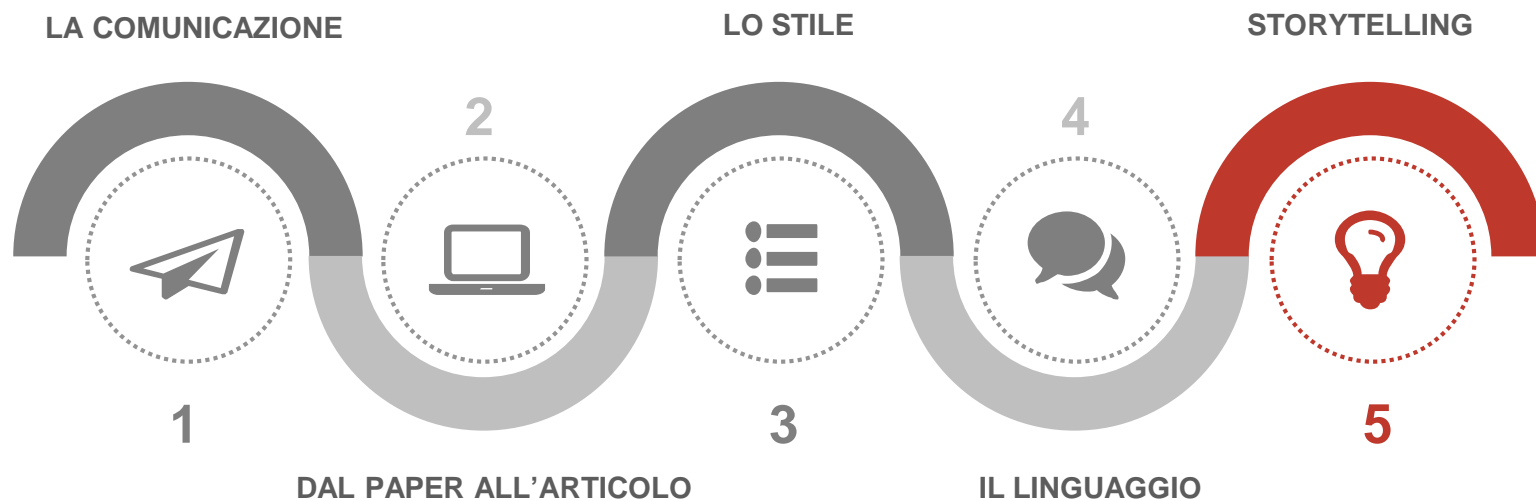 LA COMUNICAZIONE
LO STILE
STORYTELLING
2
4
1
3
5
DAL PAPER ALL’ARTICOLO
IL LINGUAGGIO